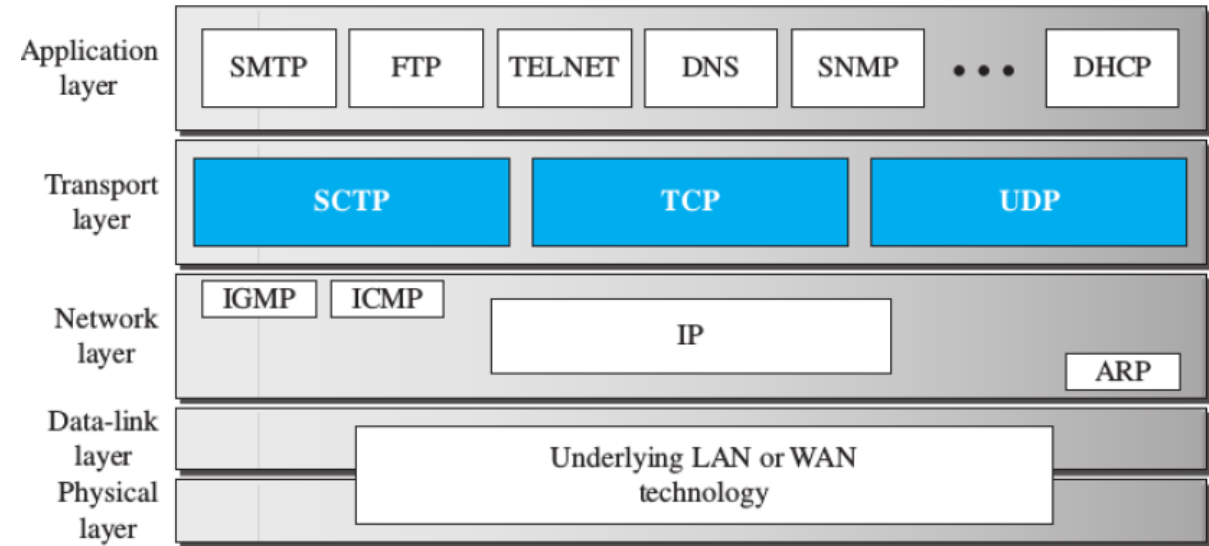 Application
layer
SMTP FTP TELNET DNS SNMP • • • DHCP
Transport
layer
SCTP TCP UDP
Network
layer
IGMP ICMP
IP
ARP
Data-link
layer
Physical
layer
Underlying LAN or WAN
technology